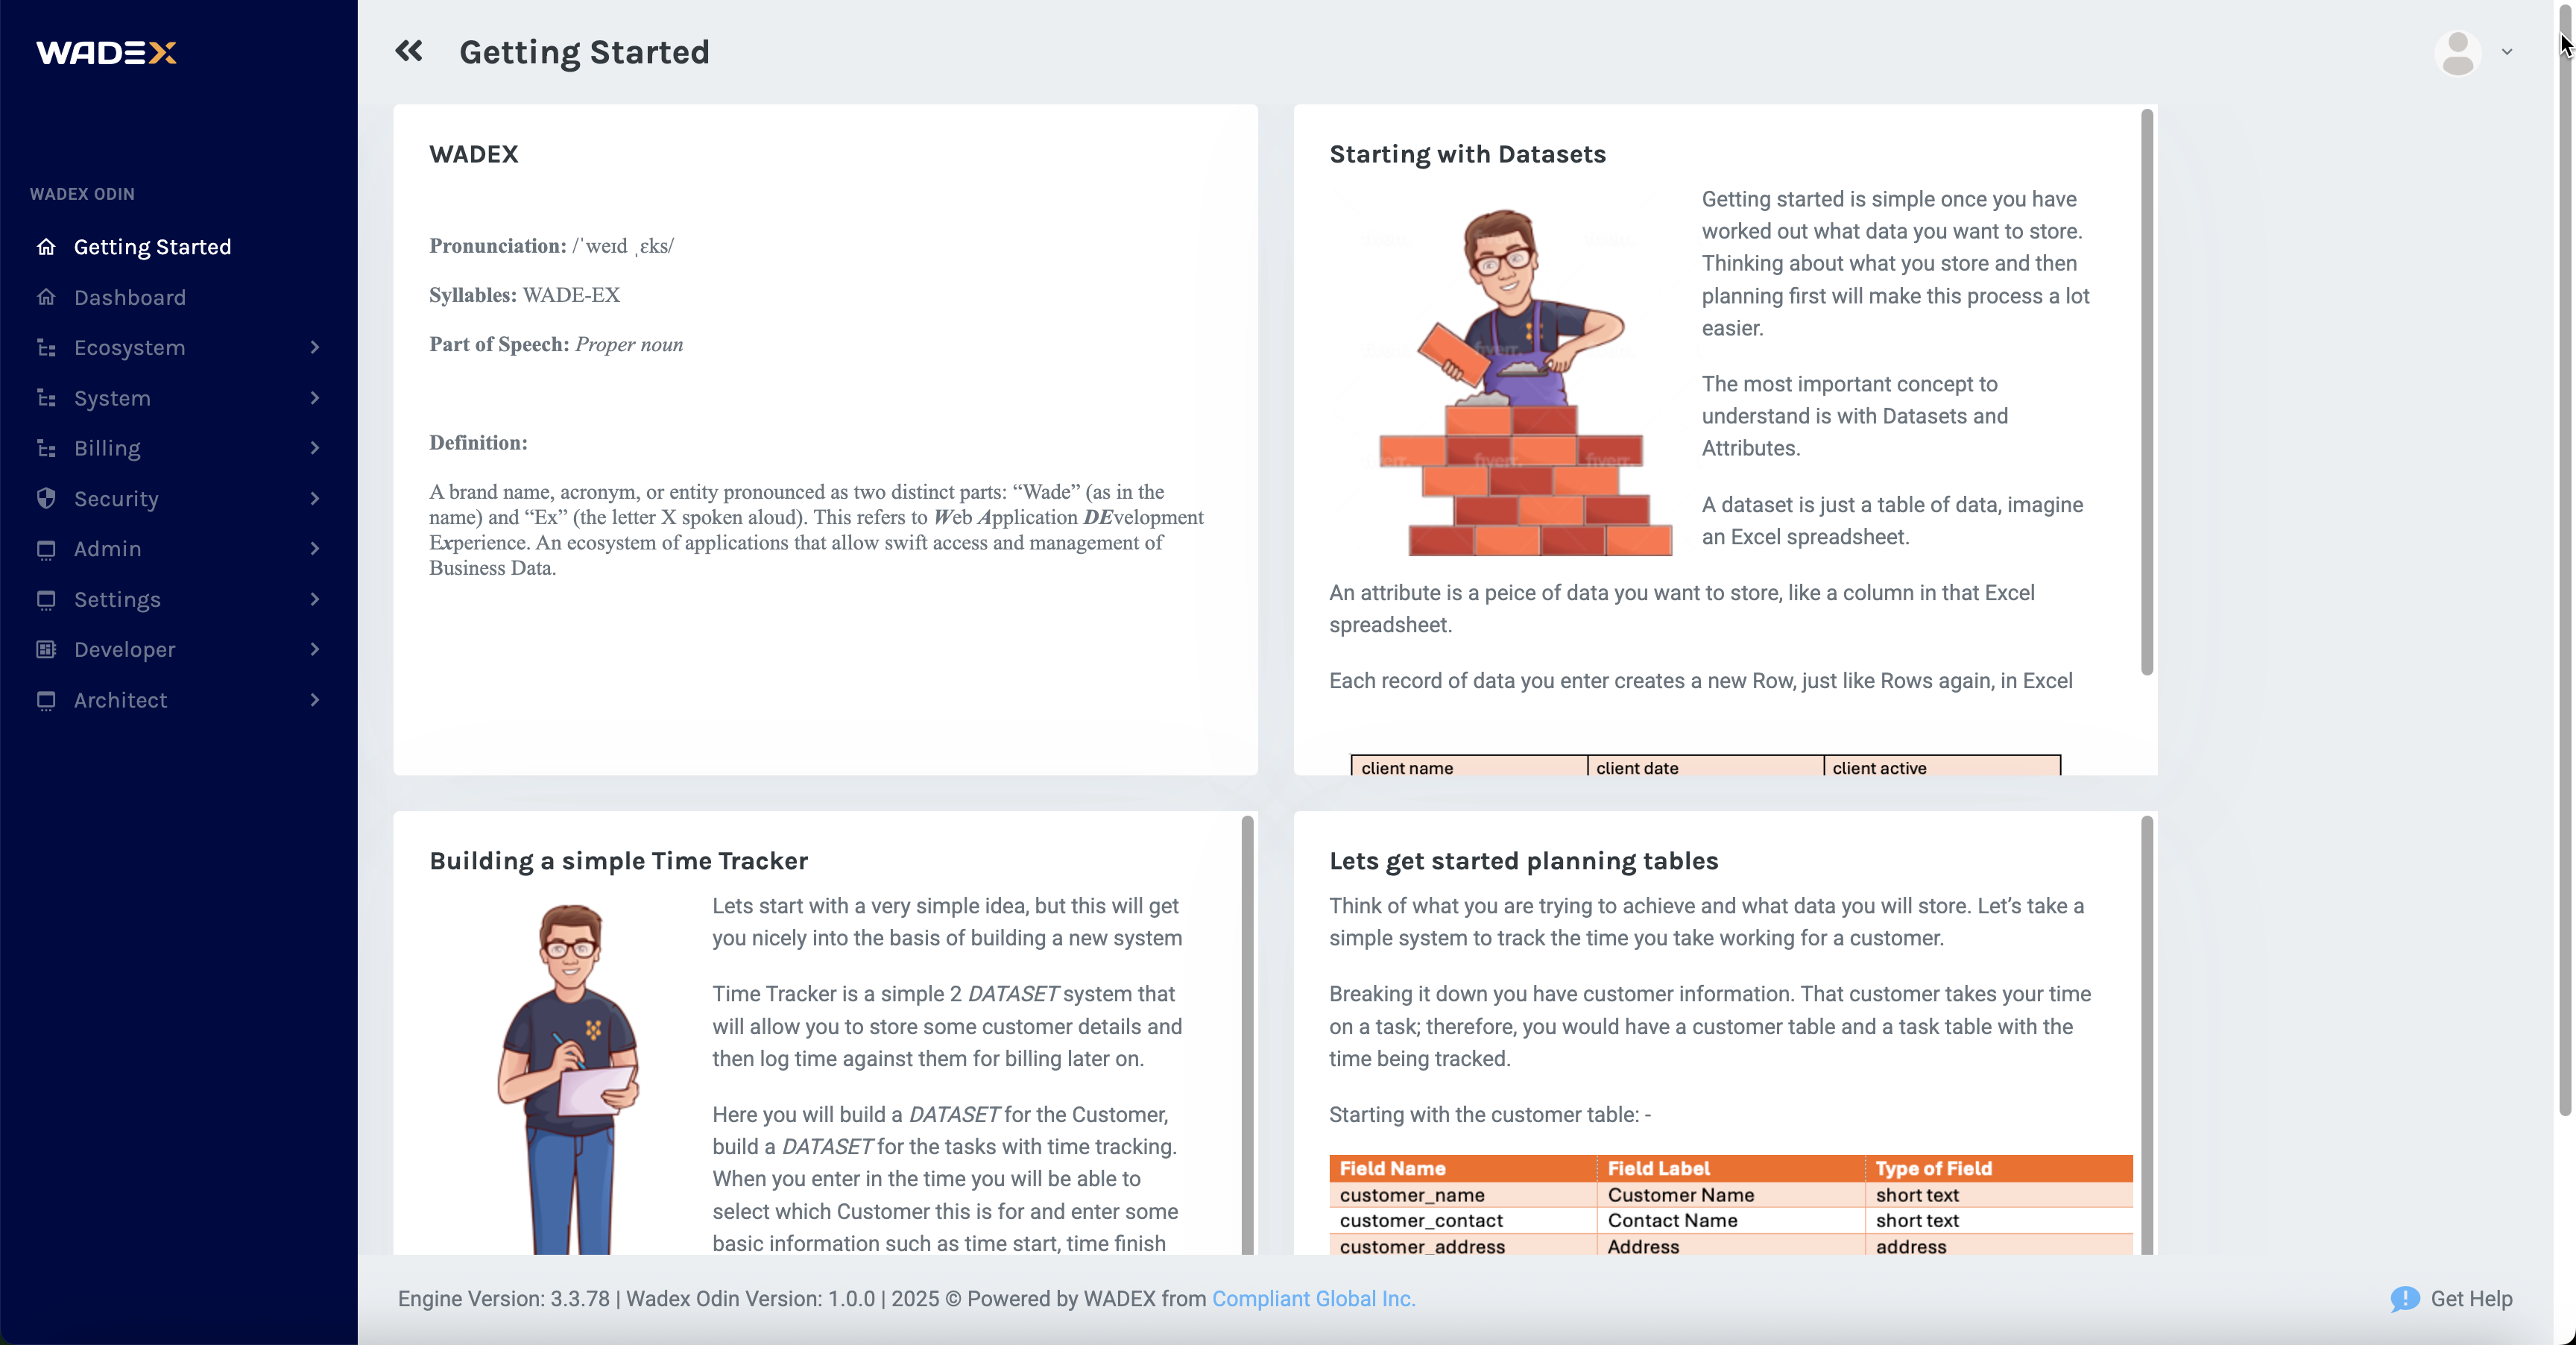 WADEX
WADEX ODIN
Getting Started
Dashboard
Ecosystem
System
Billing
Security
Admin
Settings
Developer
Architect
Getting Started
WADEX
Pronunciation: /ˈweɪd ˌɛks/
Syllables: WADE-EX
Part of Speech: Proper noun
Definition:
A brand name, acronym, or entity pronounced as two distinct parts: “Wade” (as in the
name) and “Ex” (the letter X spoken aloud). This refers to Web Application DEvelopment
Experience. An ecosystem of applications that allow swift access and management of
Business Data.
Starting with Datasets
Getting started is simple once you have
worked out what data you want to store.
Thinking about what you store and then
planning first will make this process a lot
easier.
The most important concept to
understand is with Datasets and
Attributes.
A dataset is just a table of data, imagine
an Excel spreadsheet.
fiverr.
fiverr.
fiverr.
An attribute is a peice of data you want to store, like a column in that Excel
spreadsheet.
Each record of data you enter creates a new Row, just like Rows again, in Excel
client name client date client active
Building a simple Time Tracker
Lets start with a very simple idea, but this will get
you nicely into the basis of building a new system
Time Tracker is a simple 2 DATASET system that
will allow you to store some customer details and
then log time against them for billing later on.
Here you will build a DATASET for the Customer,
build a DATASET for the tasks with time tracking.
When you enter in the time you will be able to
select which Customer this is for and enter some
basic information such as time start, time finish
Lets get started planning tables
Think of what you are trying to achieve and what data you will store. Let’s take a
simple system to track the time you take working for a customer.
Breaking it down you have customer information. That customer takes your time
on a task; therefore, you would have a customer table and a task table with the
time being tracked.
Starting with the customer table: -
Field Name Field Label Type of Field
customer_name Customer Name short text
customer_contact Contact Name short text
customer_address Address address
Engine Version: 3.3.78 | Wadex Odin Version: 1.0.0 | 2025 © Powered by WADEX from Compliant Global Inc.
Get Help